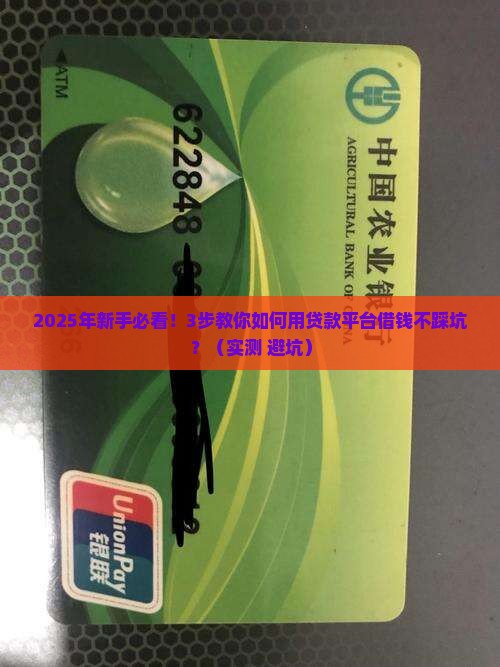 中国农业银行
AGRICULTURAL BANK OF CHINA
ATM
622848
2025年新手必看！3步教你如何用贷款平台借钱不踩坑
？（实测 避坑）
UnionPay
银联